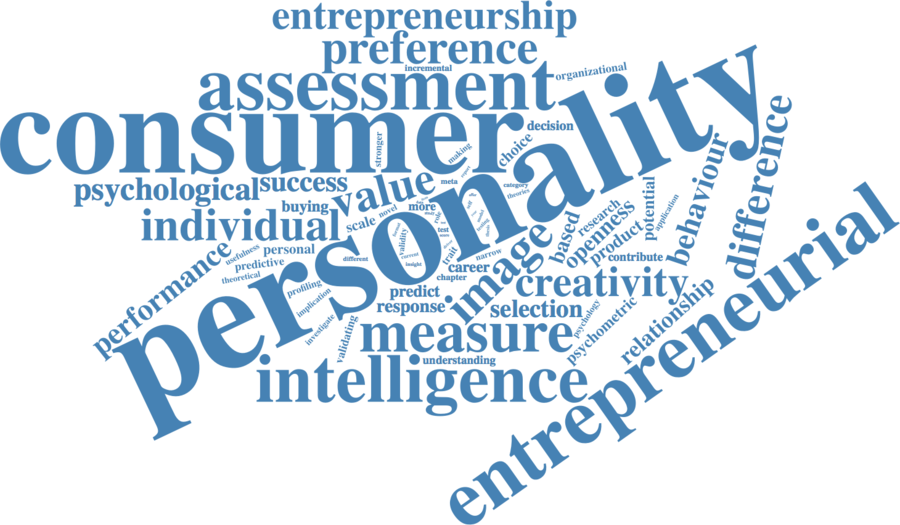 entrepreneurship
preference
incremental
assessment
organizational
consumer
personality
stronger
decision
making
choice
difference
psychological
success
value
meta
category
theories
behaviour
buying
more
individual
scale
novel
role
test
validity
current
insight
different
trait
narrow
based
research
openness
product
potential
application
contribute
performance
usefulness
personal
predictive
theoretical
profiling
implication
investigate
validating
career
chapter
predict
response
image
creativity
selection
psychology
psychometric
relationship
measure
understanding
intelligence
entrepreneurial